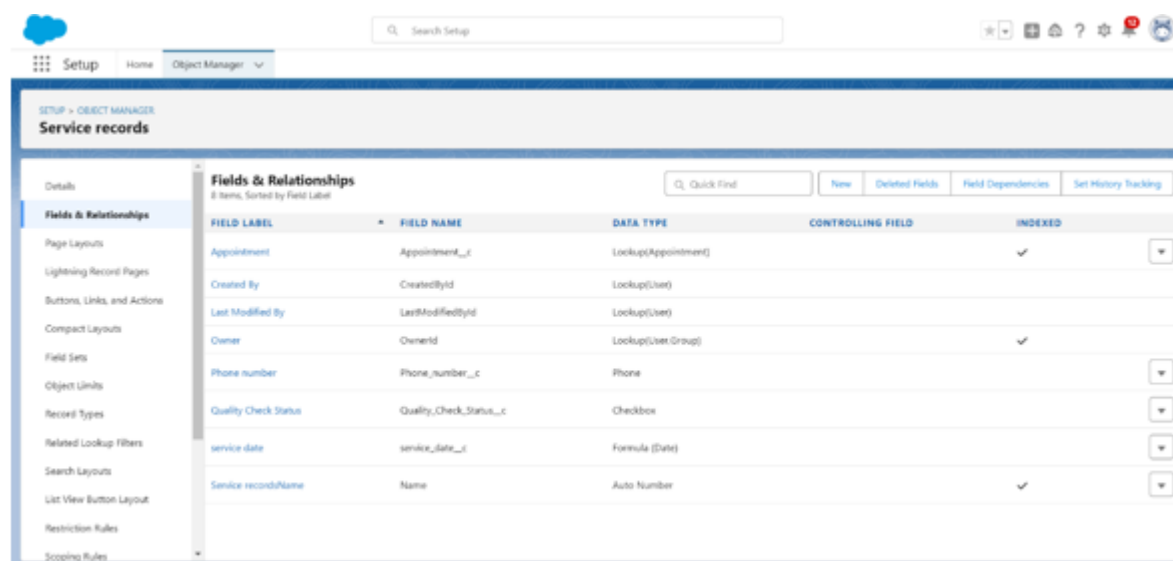 Search Setup
12
Setup Home Object Manager
SETUP > OBJECT MANAGER
Service records
Details
Fields & Relationships
Page Layouts
Lightning Record Pages
Buttons, Links, and Actions
Compact Layouts
Field Sets
Object Limits
Record Types
Related Lookup Filters
Search Layouts
List View Button Layout
Restriction Rules
Scoping Rules
Fields & Relationships
8 Items, Sorted by Field Label
Quick Find
New Deleted Fields Field Dependencies Set History Tracking
FIELD LABEL FIELD NAME DATA TYPE CONTROLLING FIELD INDEXED
Appointment Appointment__c Lookup(Appointment)
Created By CreatedById Lookup(User)
Last Modified By LastModifiedById Lookup(User)
Owner OwnerId Lookup(User,Group)
Phone number Phone_number__c Phone
Quality Check Status Quality_Check_Status__c Checkbox
service date service_date__c Formula (Date)
Service recordsName Name Auto Number